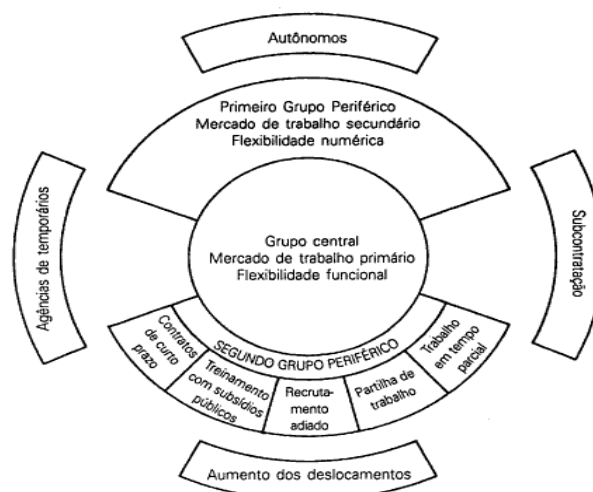 Autônomos
Primeiro Grupo Periférico
Mercado de trabalho secundário
Flexibilidade numérica
Agências de temporários
Grupo central
Mercado de trabalho primário
Flexibilidade funcional
Subcontratação
SEGUNDO GRUPO PERIFÉRICO
Contratos
de curto
prazo
Treinamento
com subsídios
públicos
Recruta-
mento
adiado
Partilha de
trabalho
Trabalho
em tempo
parcial
Aumento dos deslocamentos